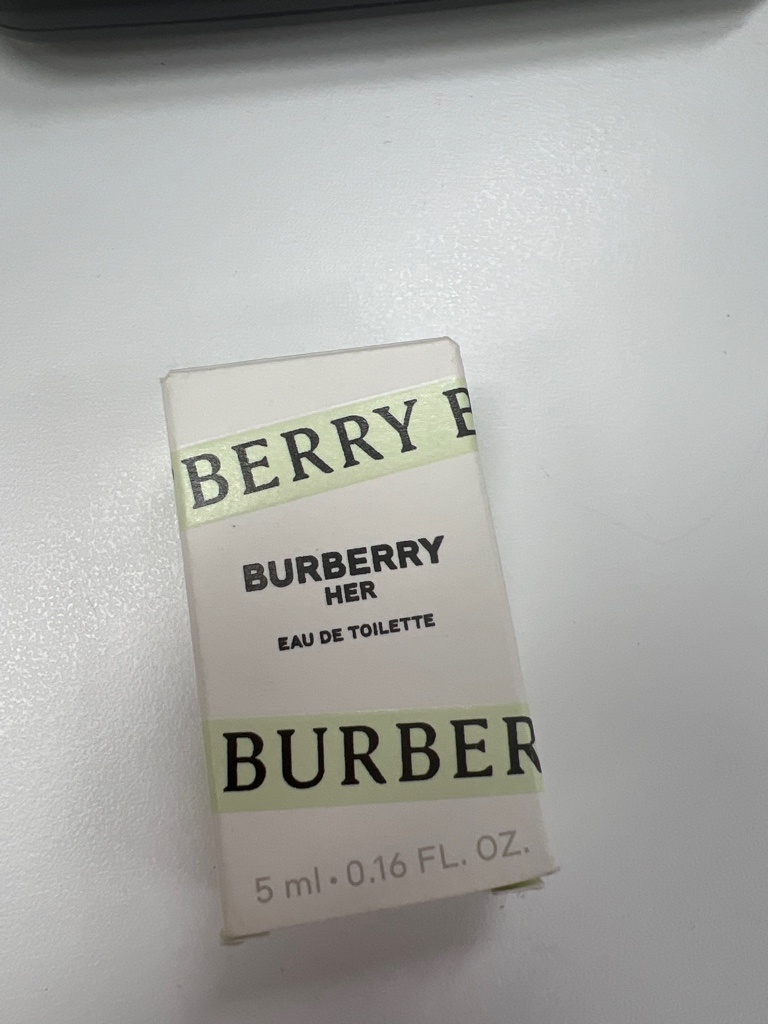 BERRY B
BURBERRY
HER
EAU DE TOILETTE
BURBER
5 ml • 0.16 FL. OZ.